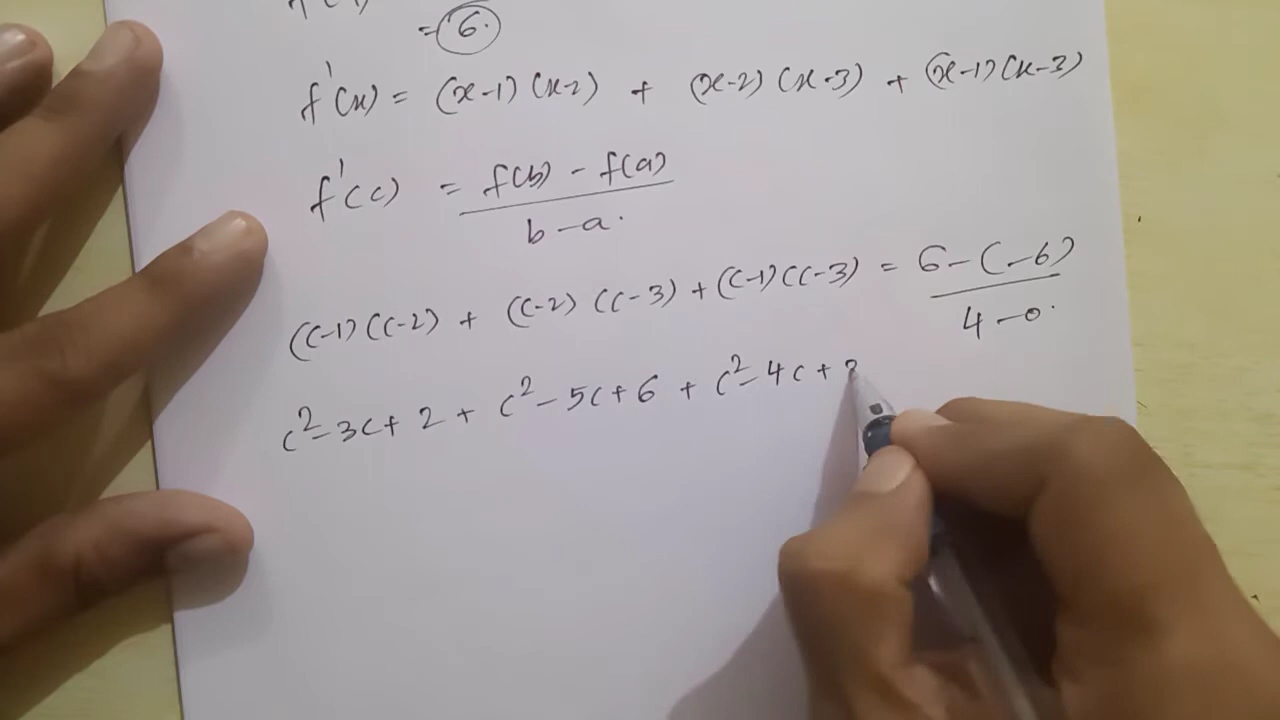 = 6.
f'(x) = (x-1)(x-2) + (x-2)(x-3) + (x-1)(x-3)
f'(c) = f(b) - f(a)
b-a.
(c-1)(c-2) + (c-2)(c-3) + (c-1)(c-3) = 6-(-6)
4-0.
c²-3c+2 + c²-5c+6 + c²-4c+